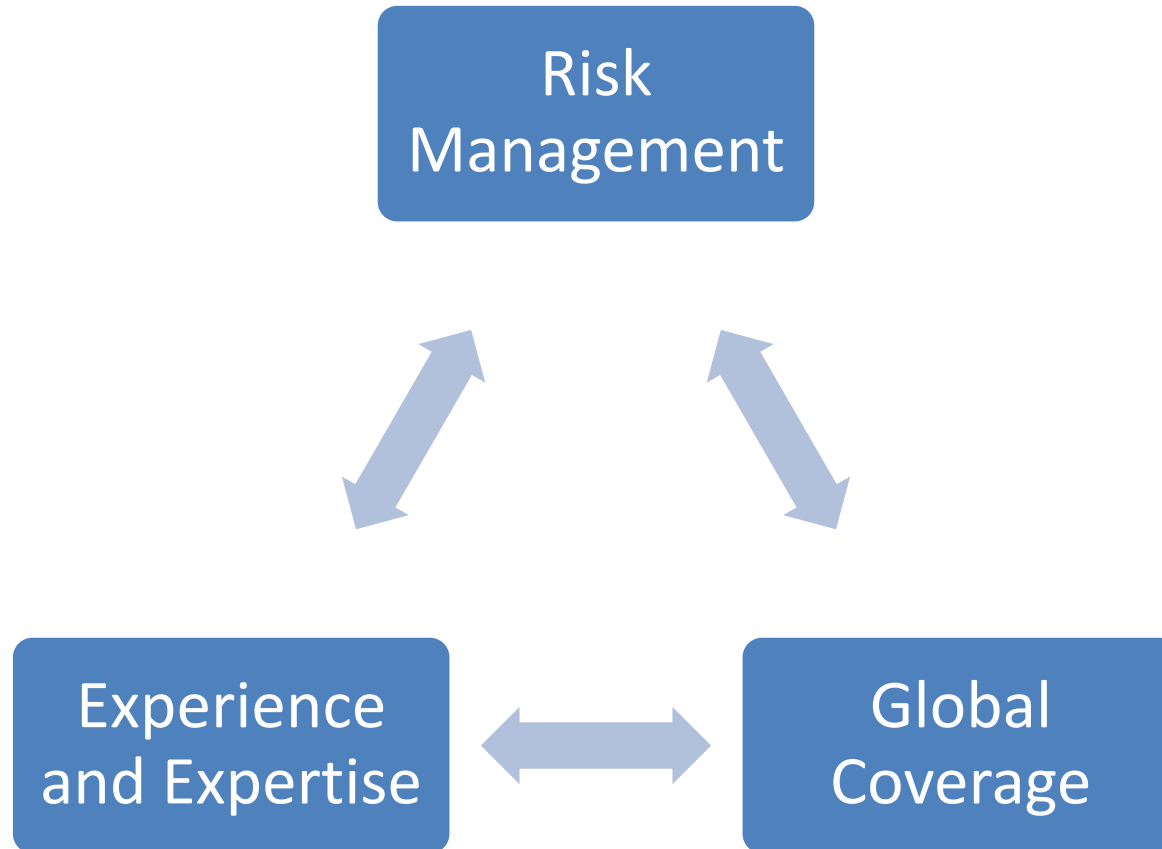 Risk
Management
Experience
and Expertise
Global
Coverage